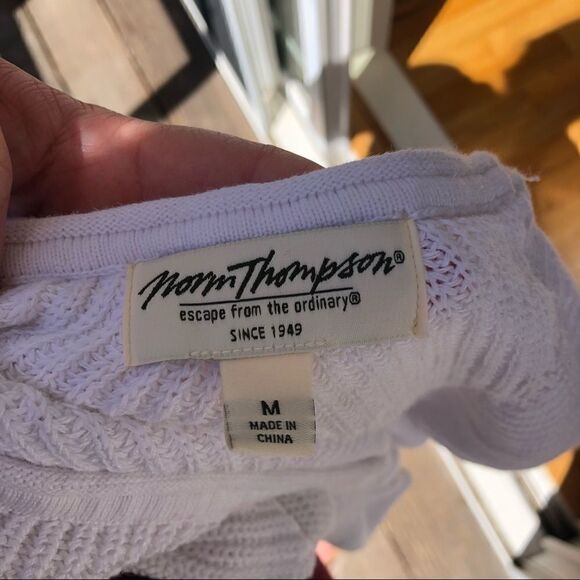 Norm Thompson®
escape from the ordinary®
SINCE 1949
M
MADE IN
CHINA